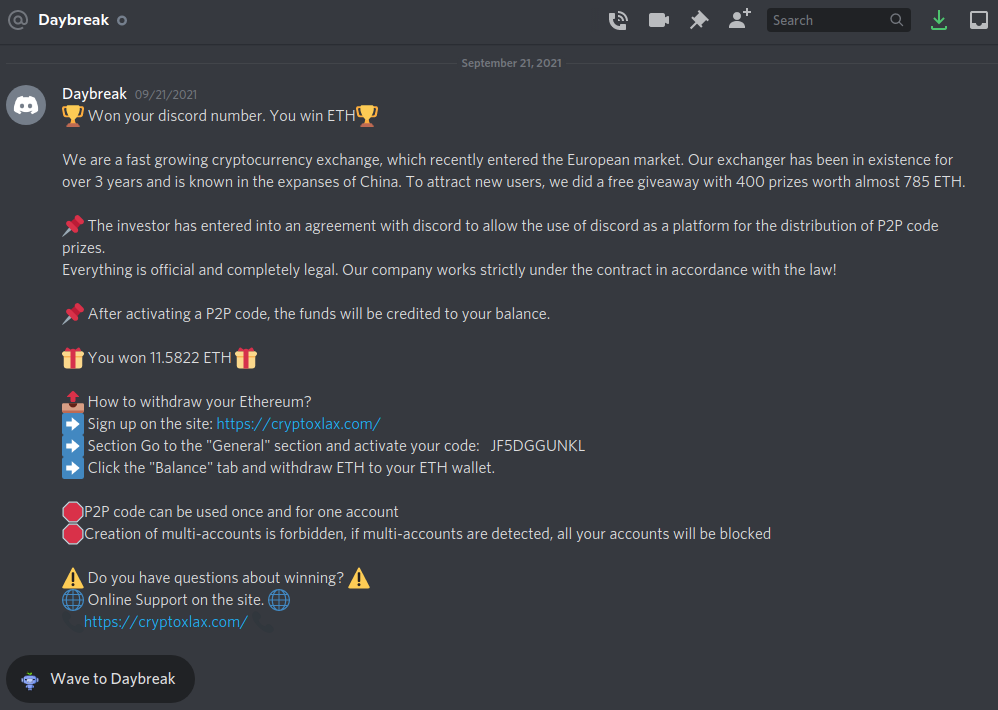 Daybreak
Search
September 21, 2021
Daybreak 09/21/2021
🏆 Won your discord number. You win ETH🏆
We are a fast growing cryptocurrency exchange, which recently entered the European market. Our exchanger has been in existence for
over 3 years and is known in the expanses of China. To attract new users, we did a free giveaway with 400 prizes worth almost 785 ETH.
📌 The investor has entered into an agreement with discord to allow the use of discord as a platform for the distribution of P2P code
prizes.
Everything is official and completely legal. Our company works strictly under the contract in accordance with the law!
📌 After activating a P2P code, the funds will be credited to your balance.
🎁 You won 11.5822 ETH 🎁
📤 How to withdraw your Ethereum?
➡️ Sign up on the site: https://cryptoxlax.com/
➡️ Section Go to the "General" section and activate your code: JF5DGGUNKL
➡️ Click the "Balance" tab and withdraw ETH to your ETH wallet.
🛑P2P code can be used once and for one account
🛑Creation of multi-accounts is forbidden, if multi-accounts are detected, all your accounts will be blocked
⚠️ Do you have questions about winning? ⚠️
🌐 Online Support on the site. 🌐
https://cryptoxlax.com/
Wave to Daybreak